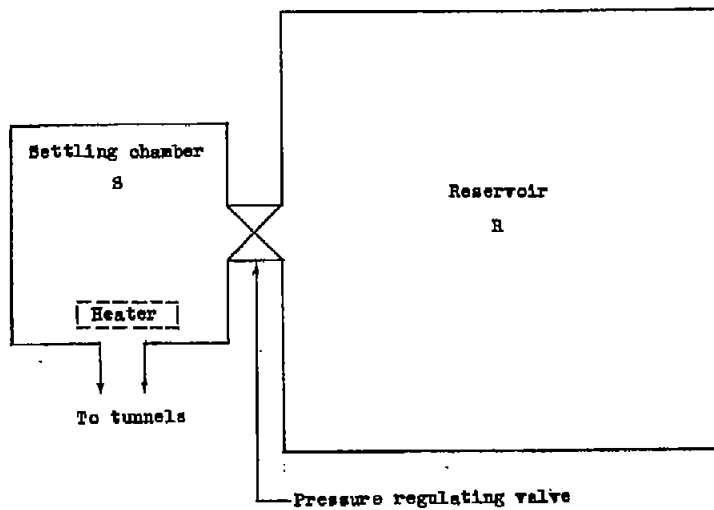 Settling chamber
S
Reservoir
R
Heater
To tunnels
Pressure regulating valve